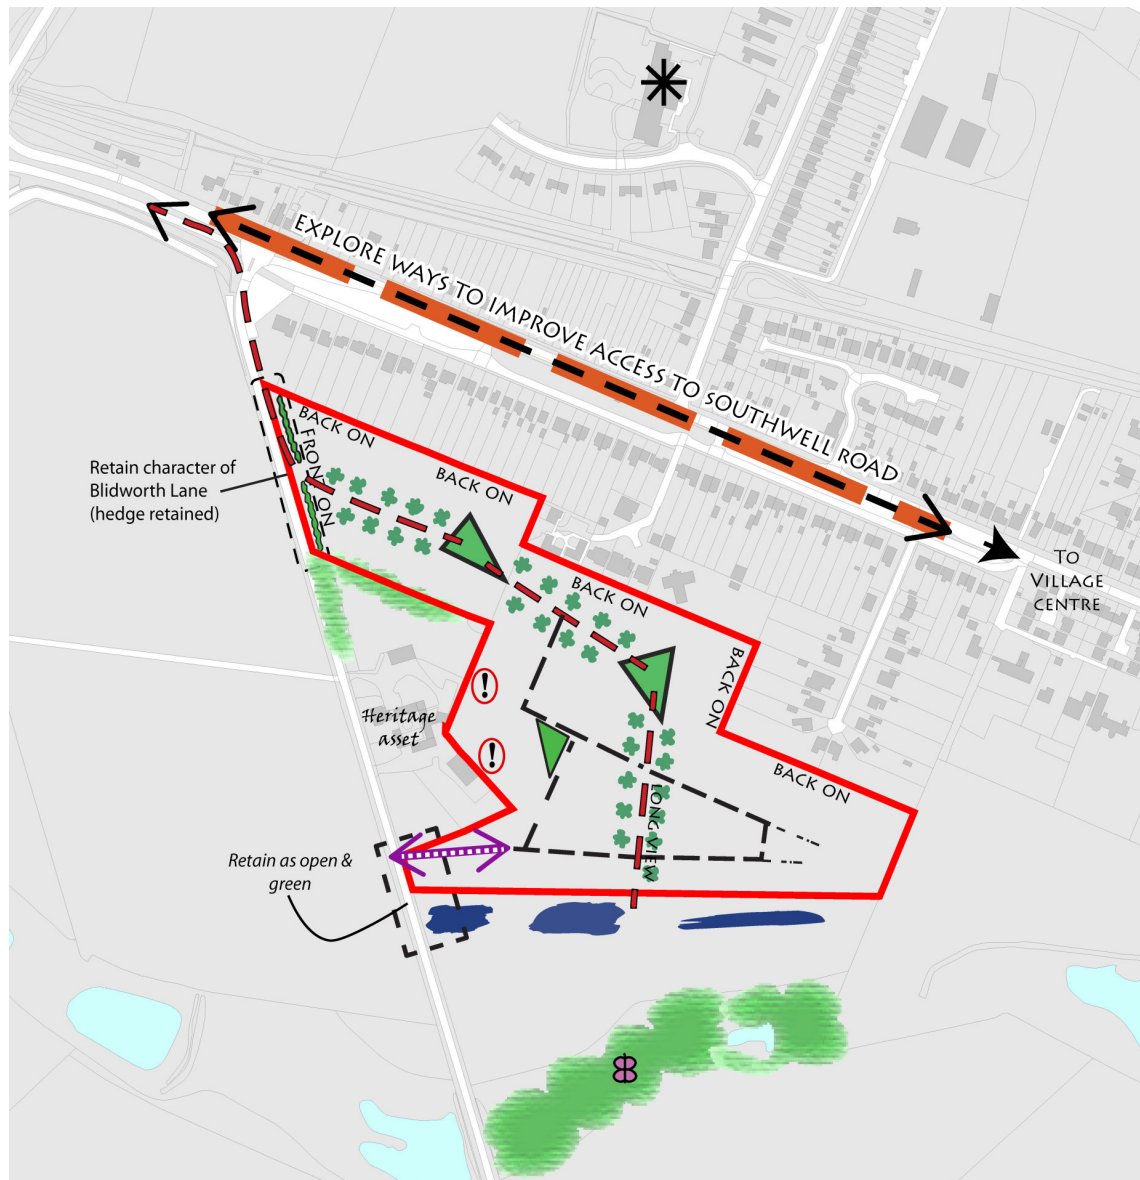 EXPLORE WAYS TO IMPROVE ACCESS TO SOUTHWELL ROAD
BACK ON
FRONT ON
BACK ON
Retain character of
Blidworth Lane
(hedge retained)
TO
VILLAGE
CENTRE
BACK ON
BACK ON
Heritage
asset
!
!
BACK ON
LONG VIEW
Retain as open &
green